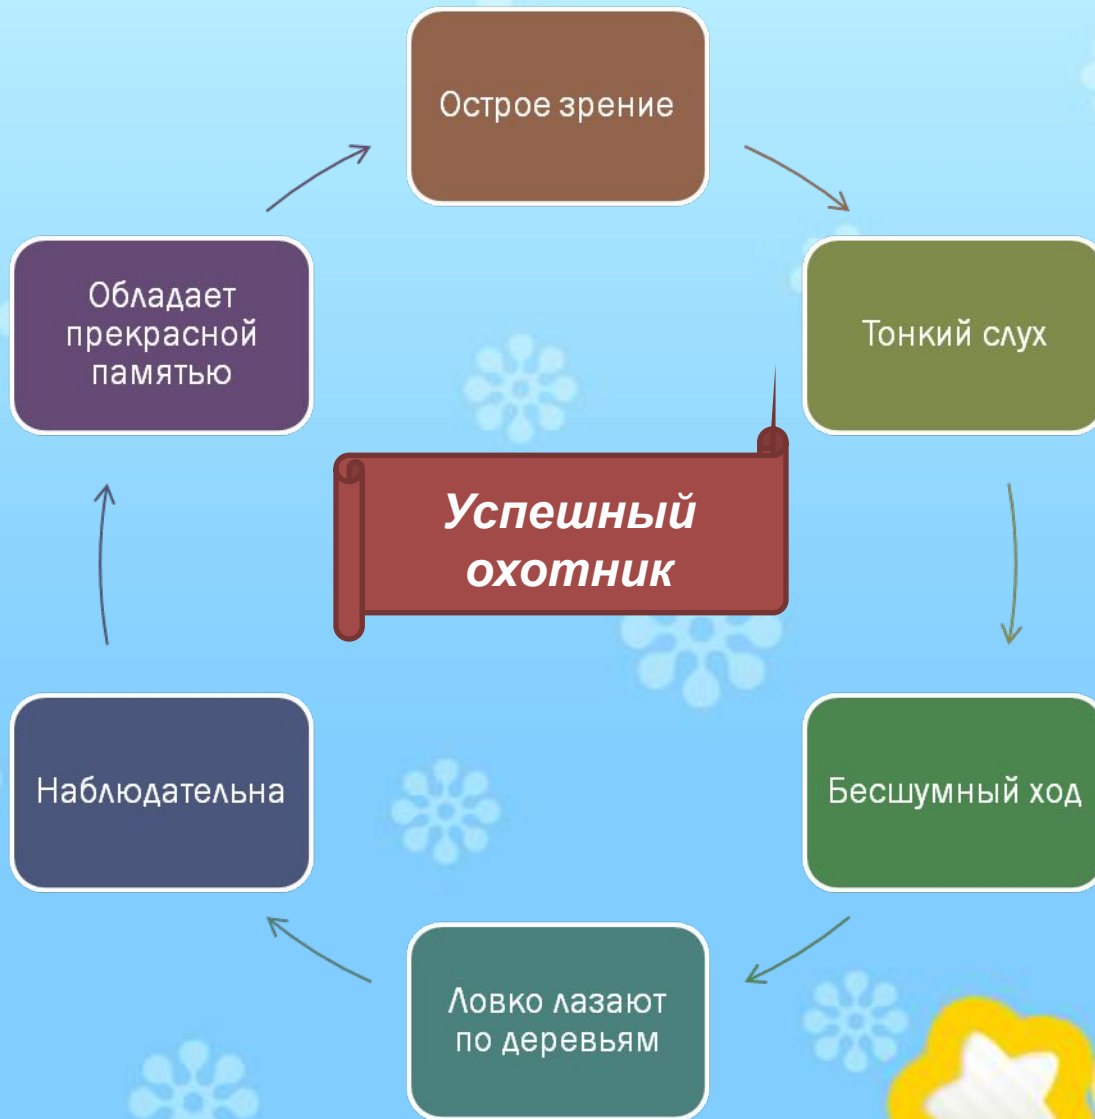 Острое зрение
Тонкий слух
Бесшумный ход
Ловко лазают
по деревьям
Наблюдательна
Обладает
прекрасной
памятью
Успешный
охотник